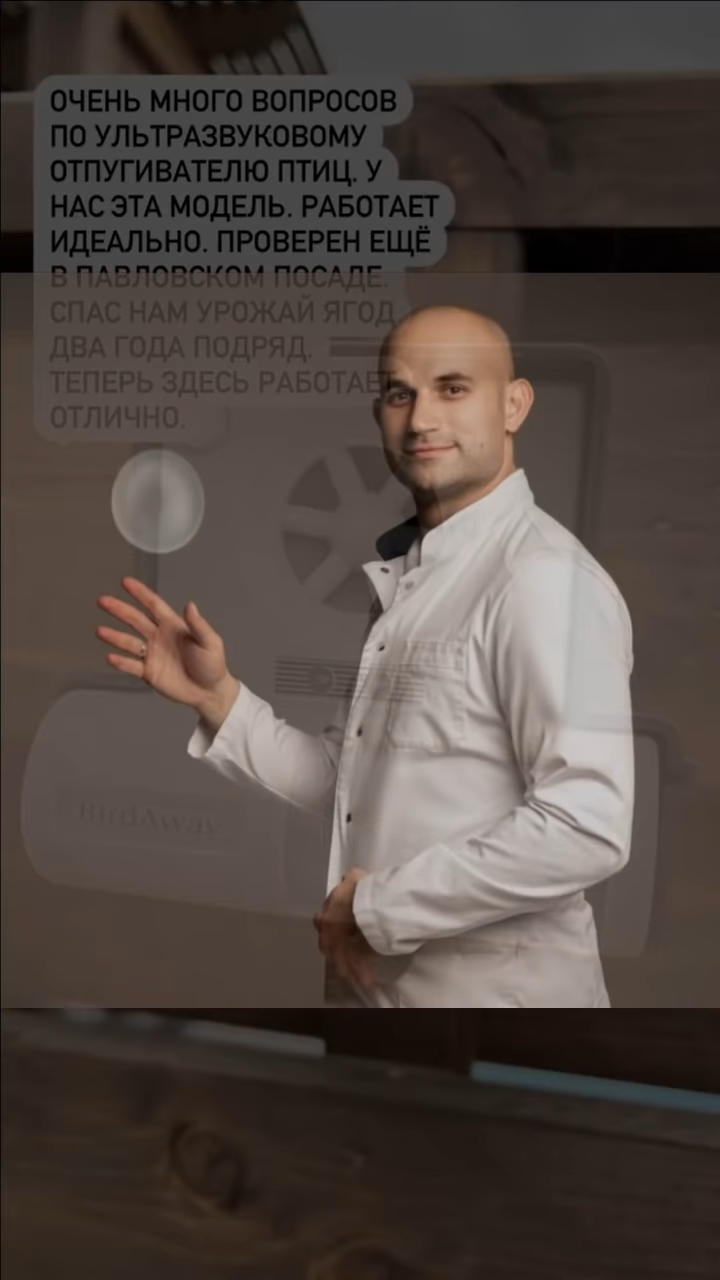 ОЧЕНЬ МНОГО ВОПРОСОВ
ПО УЛЬТРАЗВУКОВОМУ
ОТПУГИВАТЕЛЮ ПТИЦ. У
НАС ЭТА МОДЕЛЬ. РАБОТАЕТ
ИДЕАЛЬНО. ПРОВЕРЕН ЕЩЁ
В ПАВЛОВСКОМ ПОСАДЕ.
СПАС НАМ УРОЖАЙ ЯГОД
ДВА ГОДА ПОДРЯД.
ТЕПЕРЬ ЗДЕСЬ РАБОТАЕТ
ОТЛИЧНО.
BirdAway